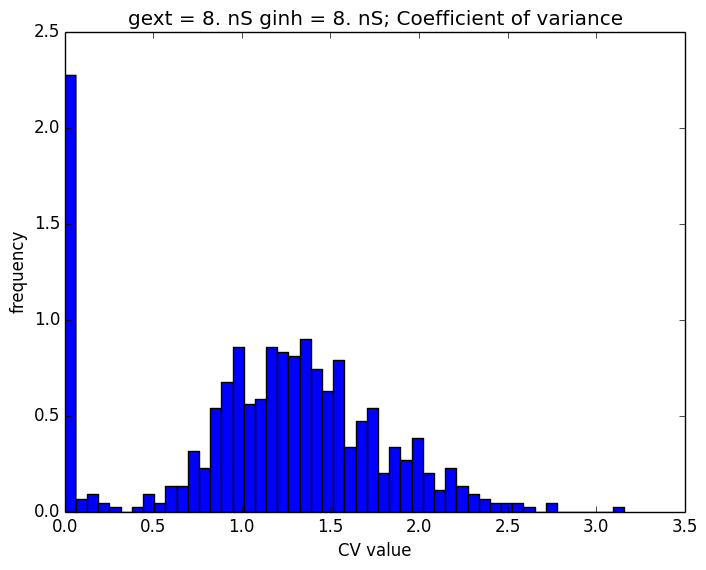 gext = 8. nS ginh = 8. nS; Coefficient of variance
2.5
2.0
1.5
1.0
0.5
0.0
frequency
0.0 0.5 1.0 1.5 2.0 2.5 3.0 3.5
CV value